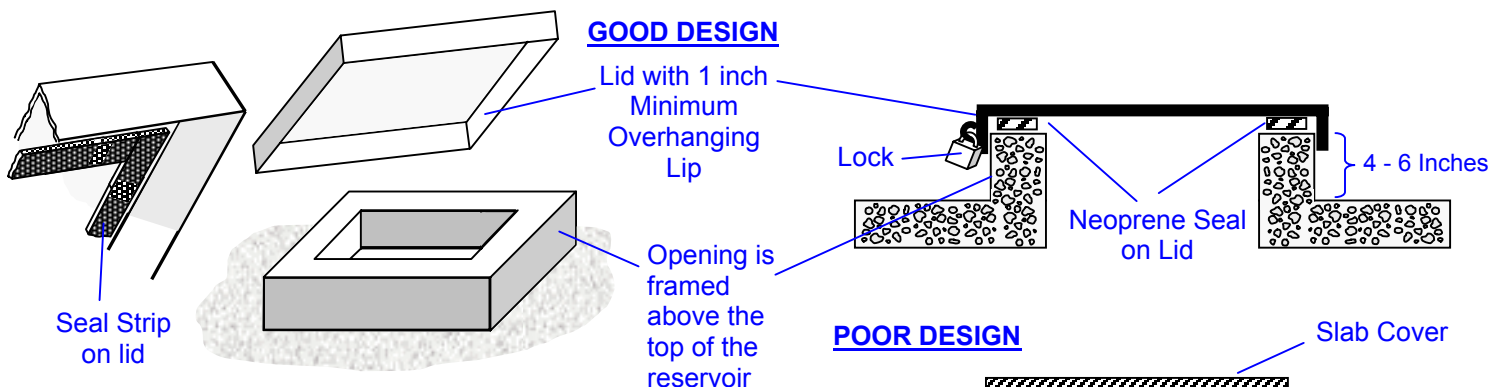 GOOD DESIGN
Lid with 1 inch
Minimum
Overhanging
Lip
Lock
4 - 6 Inches
Neoprene Seal
on Lid
Seal Strip
on lid
Opening is
framed
above the
top of the
reservoir
POOR DESIGN
Slab Cover